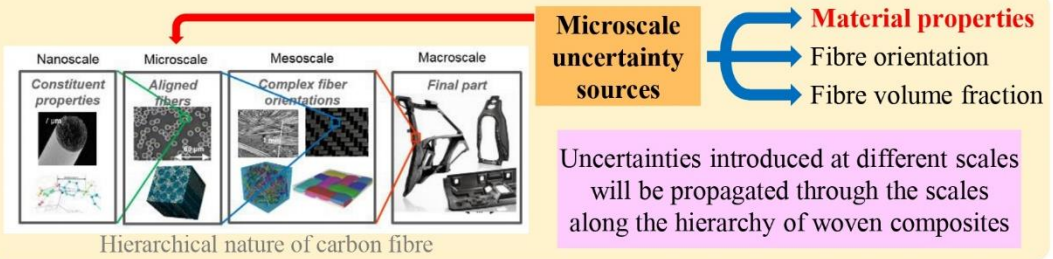 Nanoscale
Microscale
Mesoscale
Macroscale
Constituent
properties
Aligned
fibers
Complex fiber
orientations
Final part
Hierarchical nature of carbon fibre
Microscale
uncertainty
sources
Material properties
Fibre orientation
Fibre volume fraction
Uncertainties introduced at different scales
will be propagated through the scales
along the hierarchy of woven composites